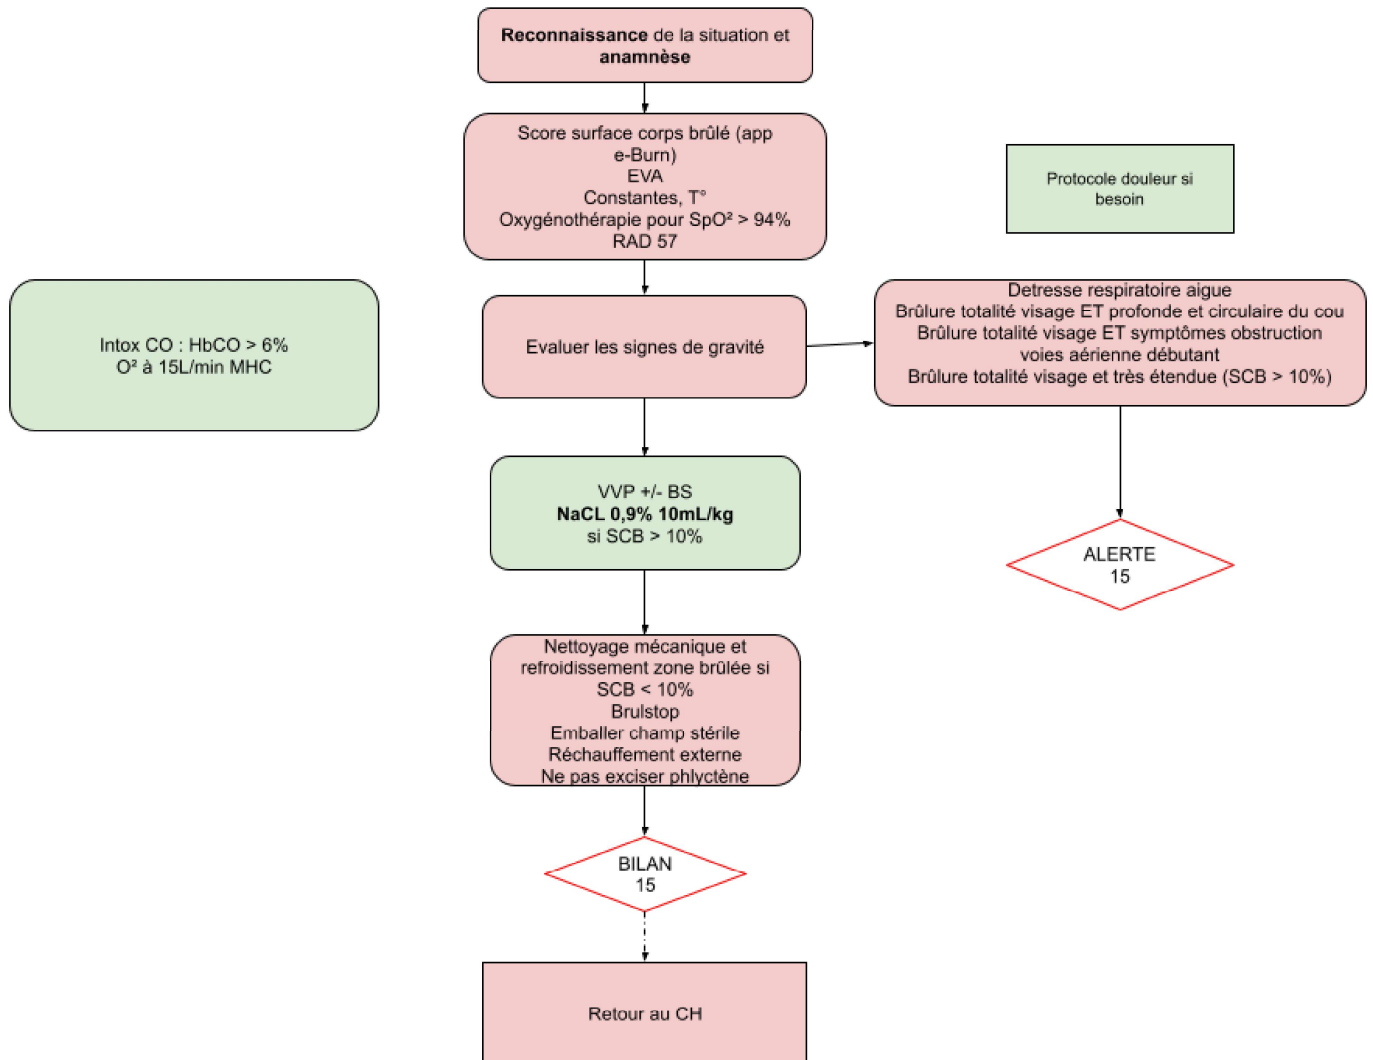 Reconnaissance de la situation et
anamnèse
Score surface corps brûlé (app
e-Burn)
EVA
Constantes, T°
Oxygénothérapie pour SpO² > 94%
RAD 57
Protocole douleur si
besoin
Intox CO : HbCO > 6%
O² à 15L/min MHC
Evaluer les signes de gravité
Detresse respiratoire aigue
Brûlure totalité visage ET profonde et circulaire du cou
Brûlure totalité visage ET symptômes obstruction
voies aérienne débutant
Brûlure totalité visage et très étendue (SCB > 10%)
VVP +/- BS
NaCL 0,9% 10mL/kg
si SCB > 10%
ALERTE
15
Nettoyage mécanique et
refroidissement zone brûlée si
SCB < 10%
Brulstop
Emballer champ stérile
Réchauffement externe
Ne pas exciser phlyctène
BILAN
15
Retour au CH